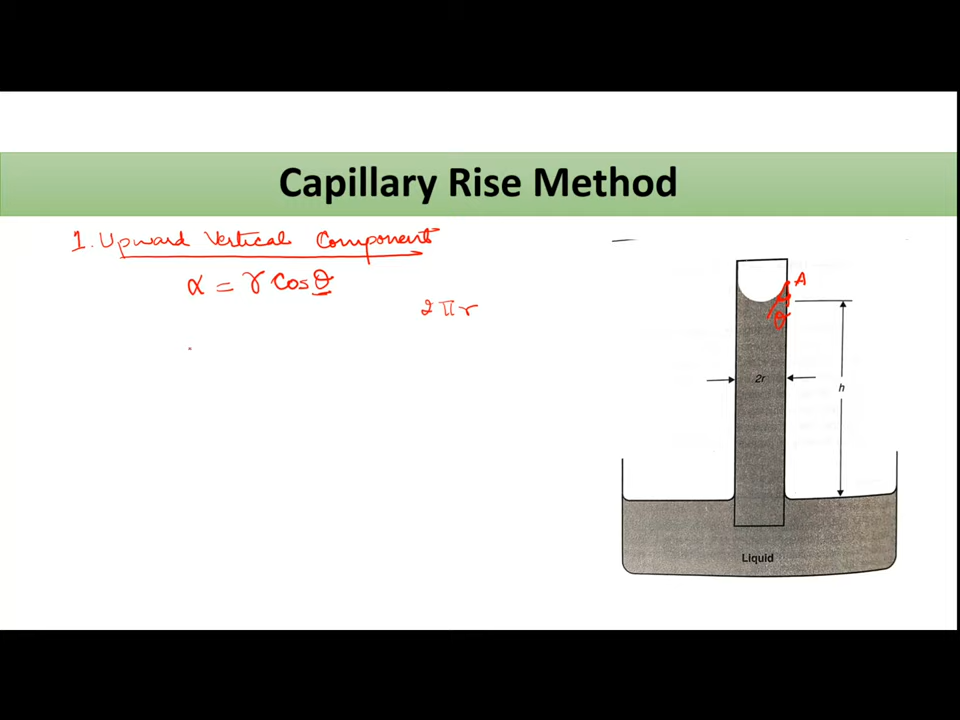 Capillary Rise Method
1. Upward Vertical Component
α = γ Cos θ
2 π r
A
θ
2r
h
Liquid